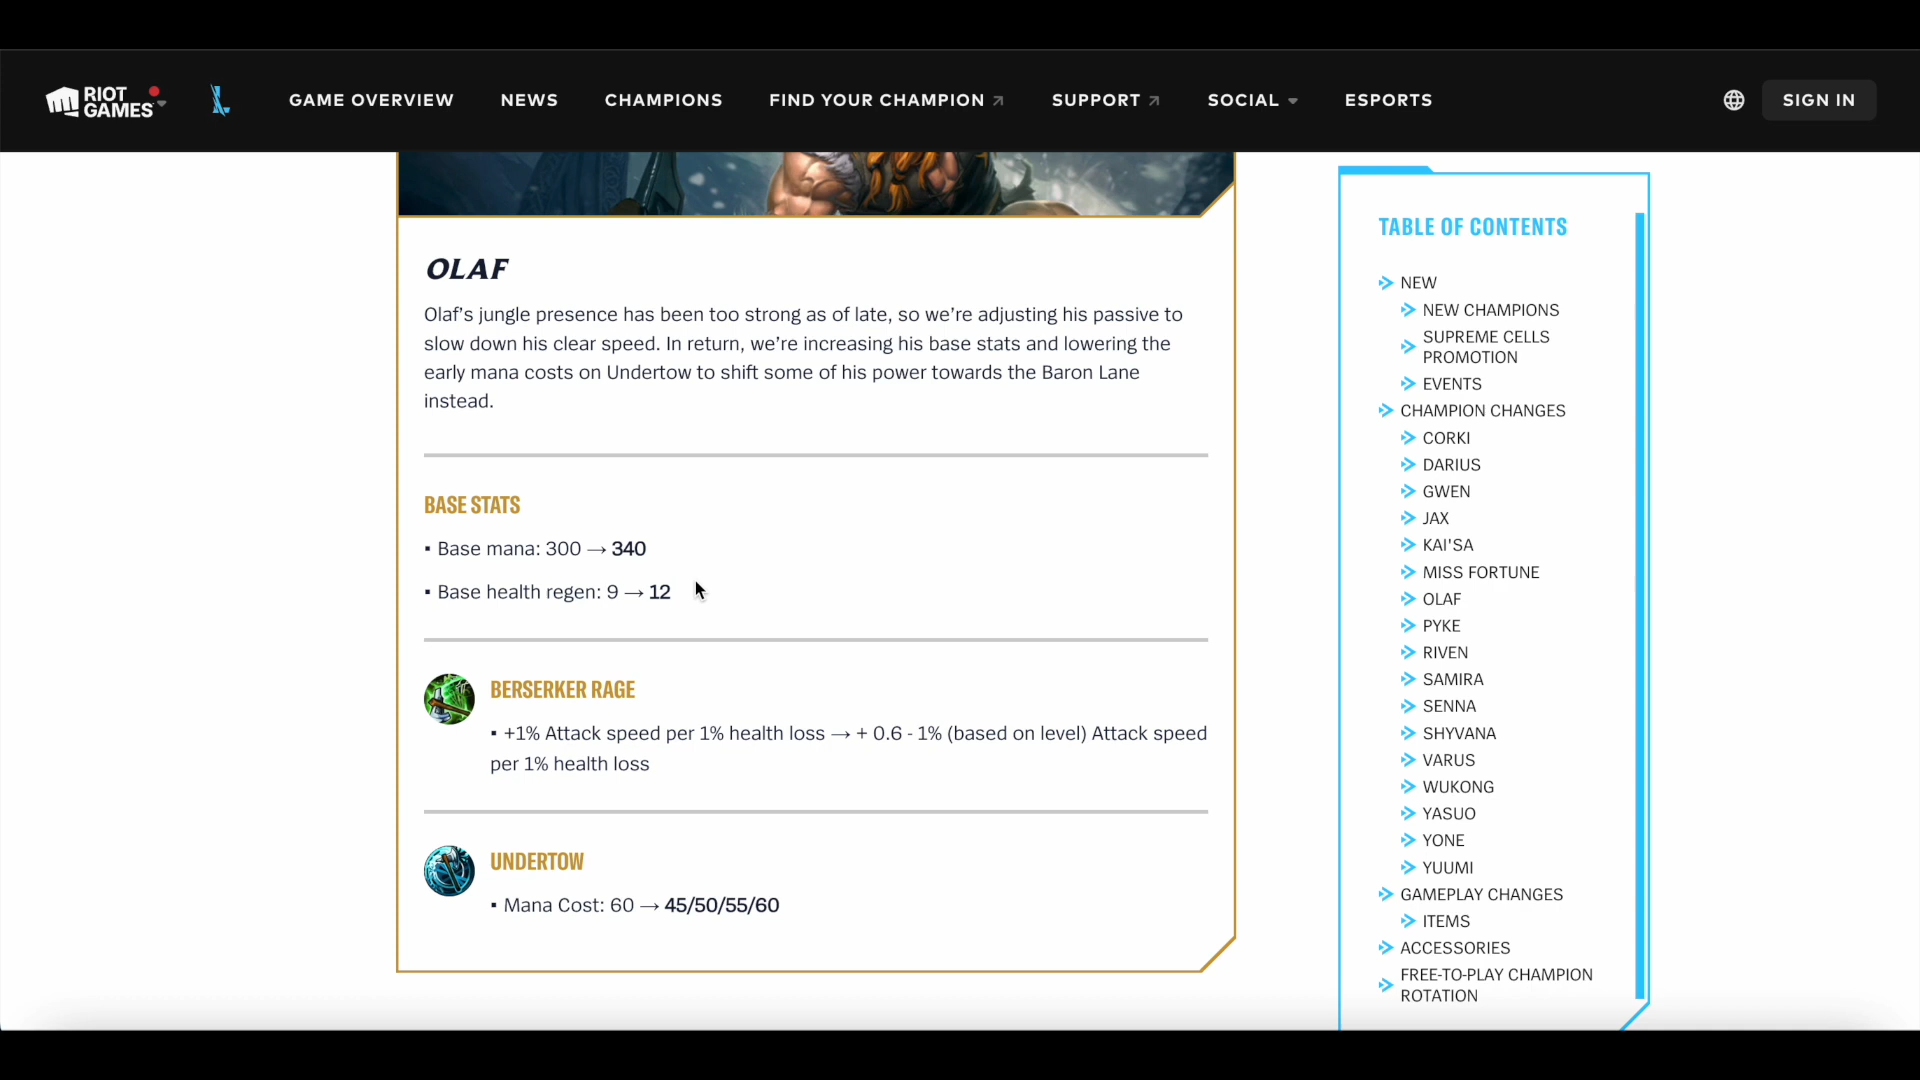 RIOT GAMES
GAME OVERVIEW
NEWS
CHAMPIONS
FIND YOUR CHAMPION
SUPPORT
SOCIAL
ESPORTS
SIGN IN
OLAF
Olaf's jungle presence has been too strong as of late, so we're adjusting his passive to
slow down his clear speed. In return, we're increasing his base stats and lowering the
early mana costs on Undertow to shift some of his power towards the Baron Lane
instead.
BASE STATS
▪ Base mana: 300 → 340
▪ Base health regen: 9 → 12
BERSERKER RAGE
▪ +1% Attack speed per 1% health loss → + 0.6 - 1% (based on level) Attack speed
per 1% health loss
UNDERTOW
▪ Mana Cost: 60 → 45/50/55/60
TABLE OF CONTENTS
NEW
NEW CHAMPIONS
SUPREME CELLS
PROMOTION
EVENTS
CHAMPION CHANGES
CORKI
DARIUS
GWEN
JAX
KAI'SA
MISS FORTUNE
OLAF
PYKE
RIVEN
SAMIRA
SENNA
SHYVANA
VARUS
WUKONG
YASUO
YONE
YUUMI
GAMEPLAY CHANGES
ITEMS
ACCESSORIES
FREE-TO-PLAY CHAMPION
ROTATION